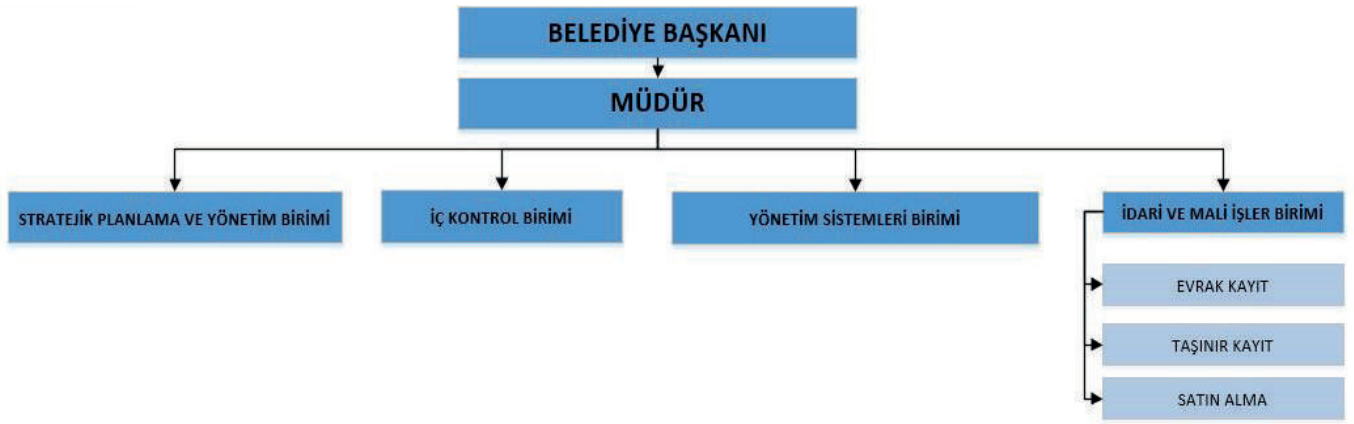 BELEDİYE BAŞKANI
MÜDÜR
STRATEJİK PLANLAMA VE YÖNETİM BİRİMİ
İÇ KONTROL BİRİMİ
YÖNETİM SİSTEMLERİ BİRİMİ
İDARİ VE MALİ İŞLER BİRİMİ
EVRAK KAYIT
TAŞINIR KAYIT
SATIN ALMA